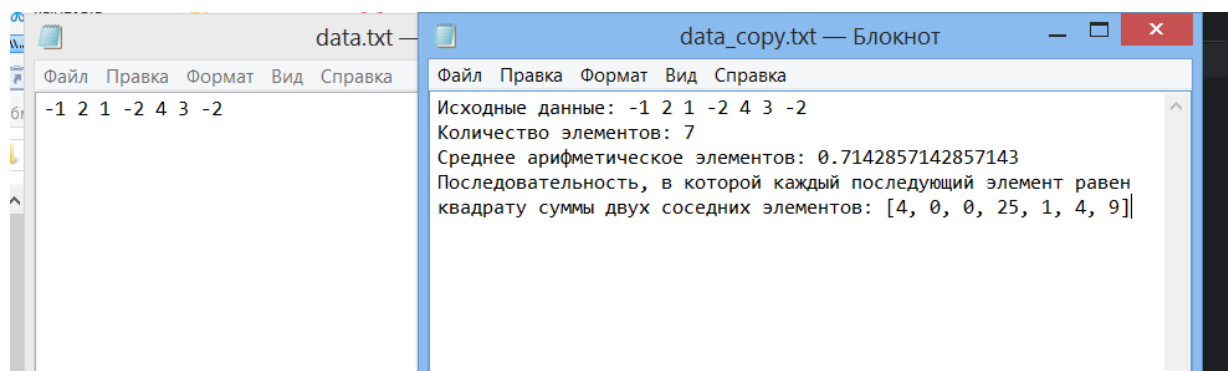 data.txt —
Файл Правка Формат Вид Справка
-1 2 1 -2 4 3 -2
data_copy.txt — Блокнот
Файл Правка Формат Вид Справка
Исходные данные: -1 2 1 -2 4 3 -2
Количество элементов: 7
Среднее арифметическое элементов: 0.7142857142857143
Последовательность, в которой каждый последующий элемент равен
квадрату суммы двух соседних элементов: [4, 0, 0, 25, 1, 4, 9]